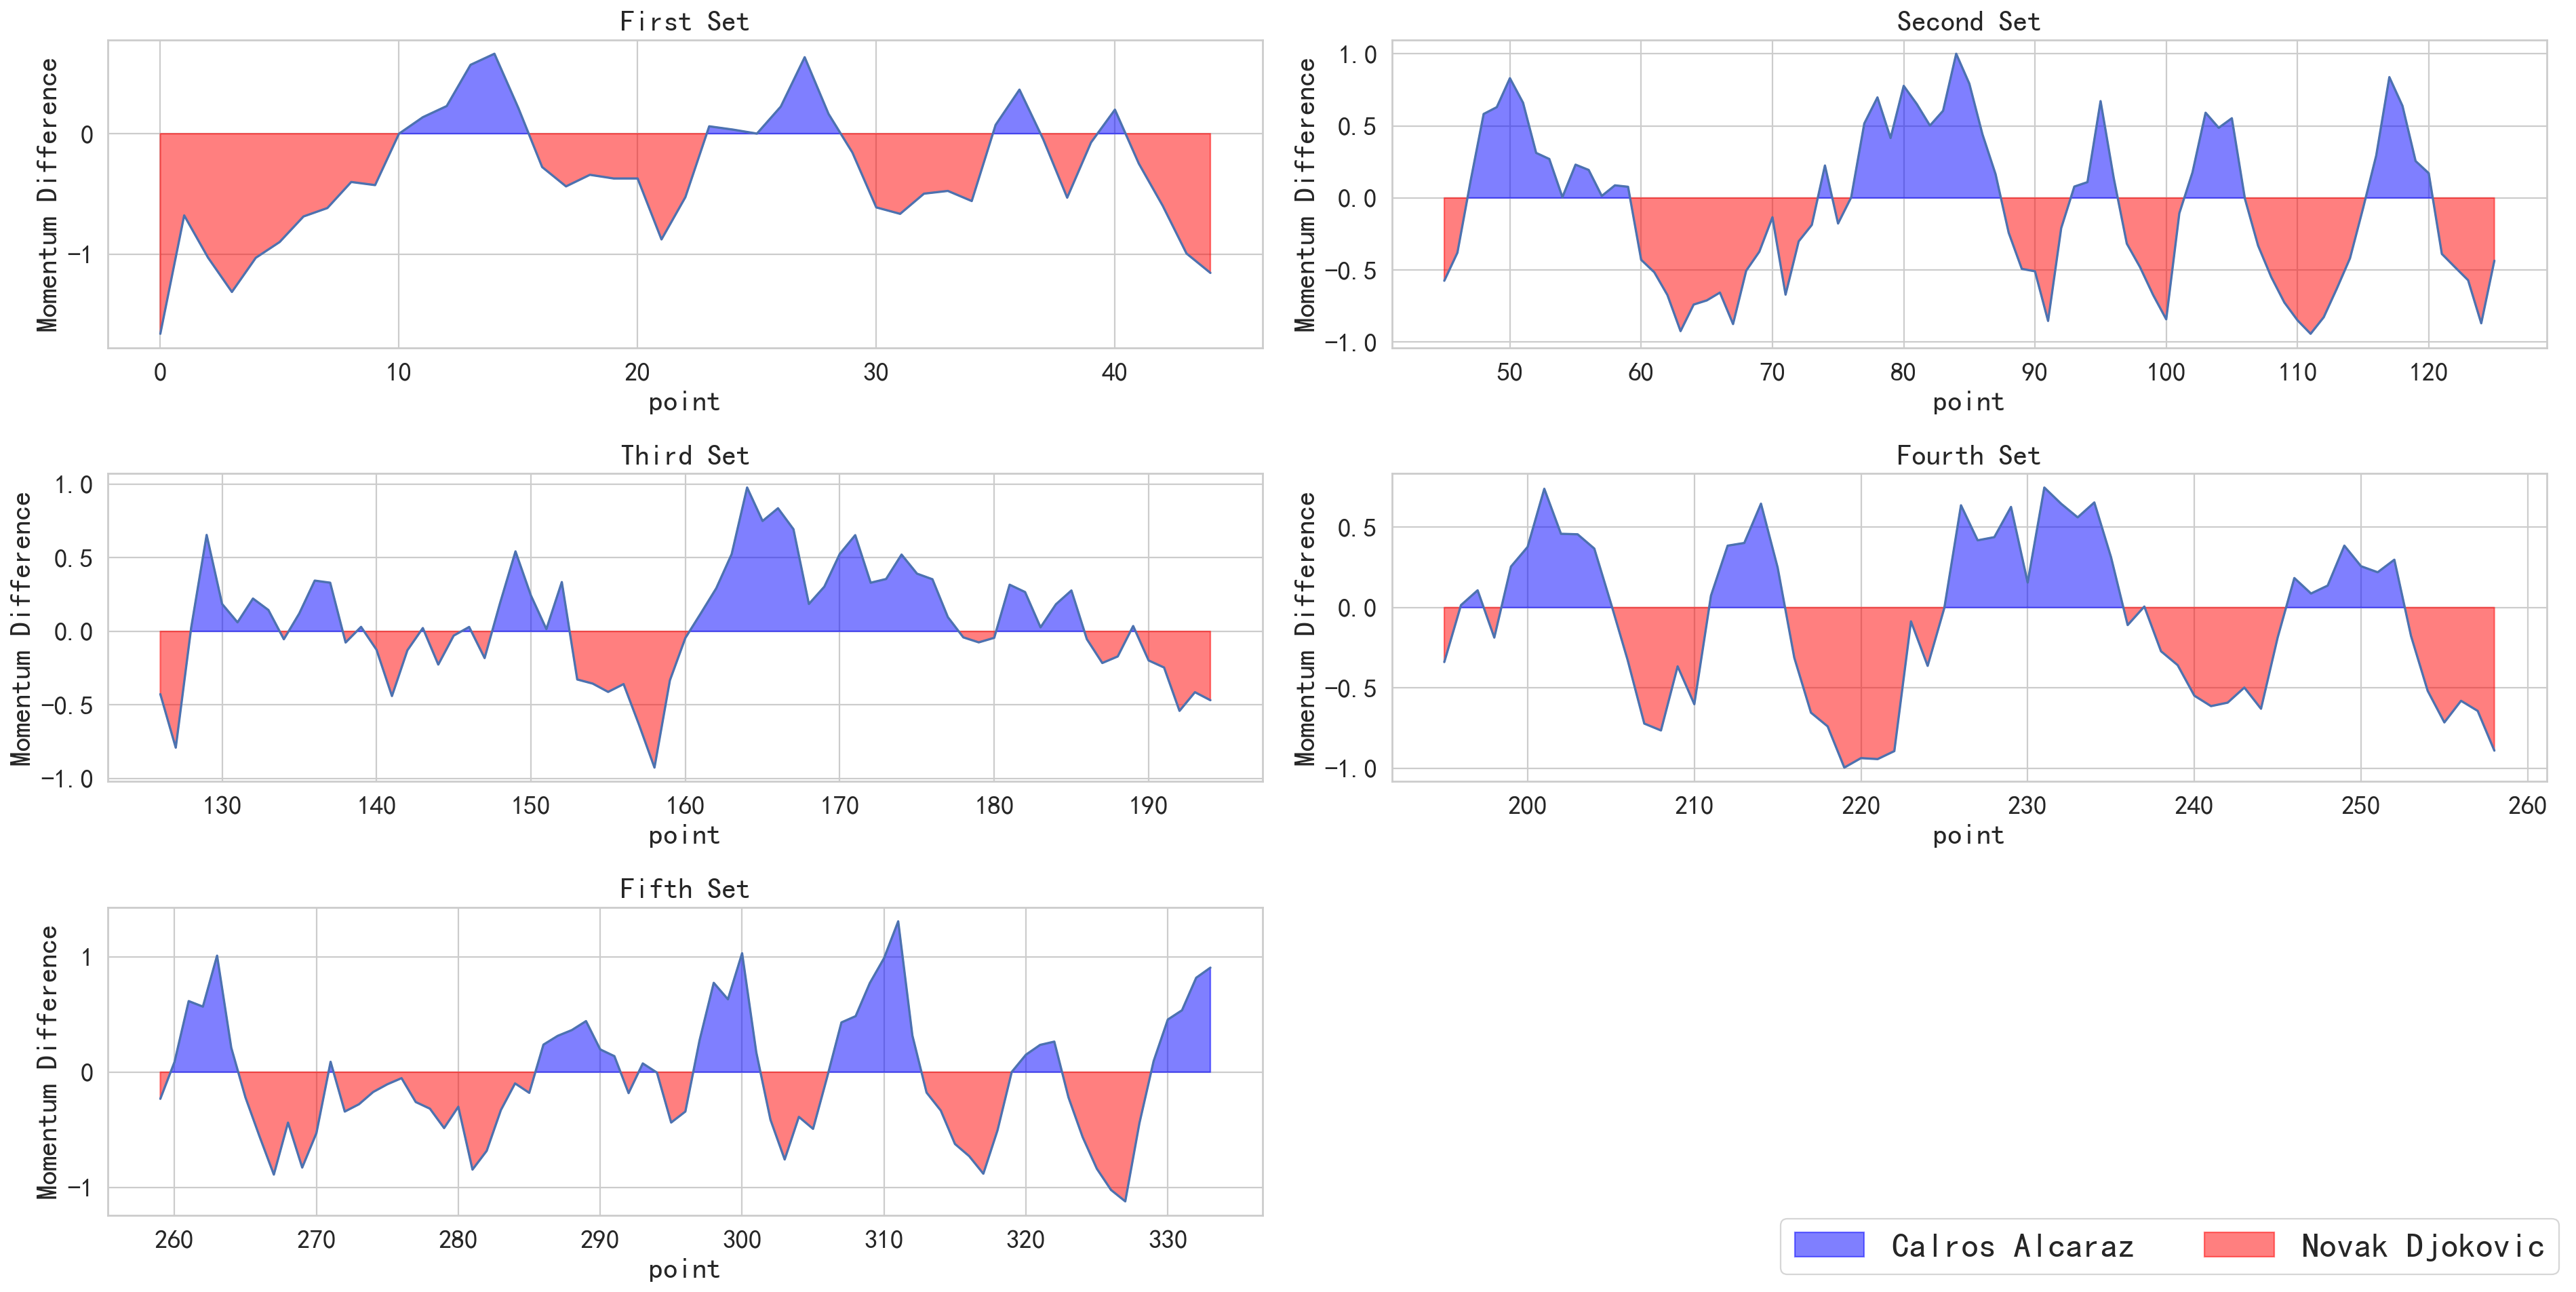 First Set
Momentum Difference
0
−1
0 10 20 30 40
point
Second Set
Momentum Difference
1.0
0.5
0.0
−0.5
−1.0
50 60 70 80 90 100 110 120
point
Third Set
Momentum Difference
1.0
0.5
0.0
−0.5
−1.0
130 140 150 160 170 180 190
point
Fourth Set
Momentum Difference
0.5
0.0
−0.5
−1.0
200 210 220 230 240 250 260
point
Fifth Set
Momentum Difference
1
0
−1
260 270 280 290 300 310 320 330
point
Calros Alcaraz Novak Djokovic